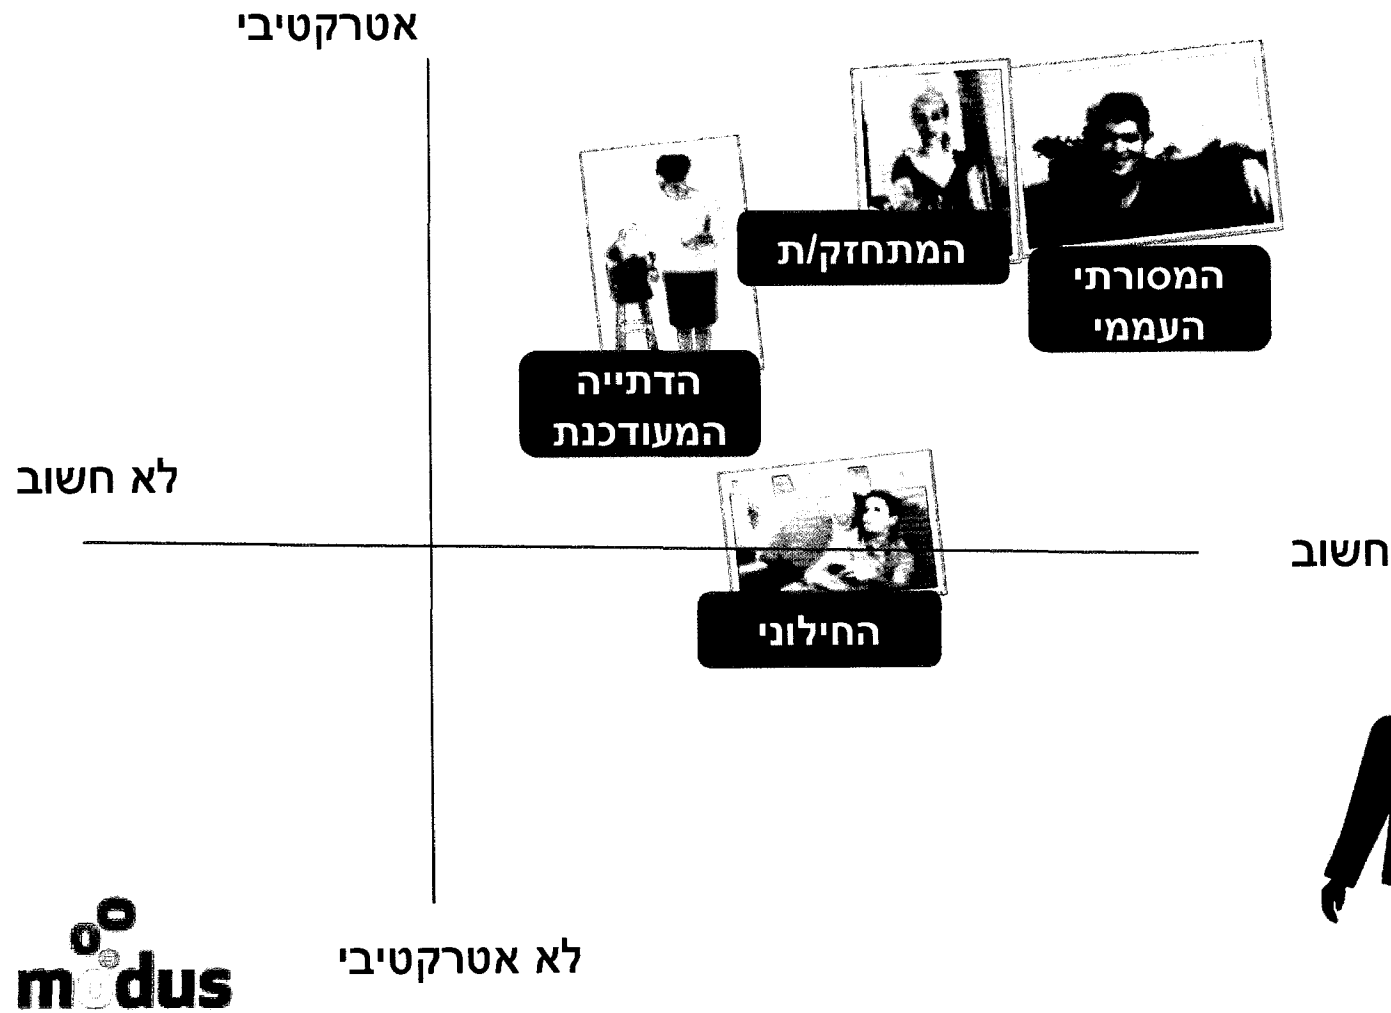 אטרקטיבי
המתחזק/ת
המסורתי
העממי
הדתייה
המעודכנת
לא חשוב
חשוב
החילוני
לא אטרקטיבי
modus